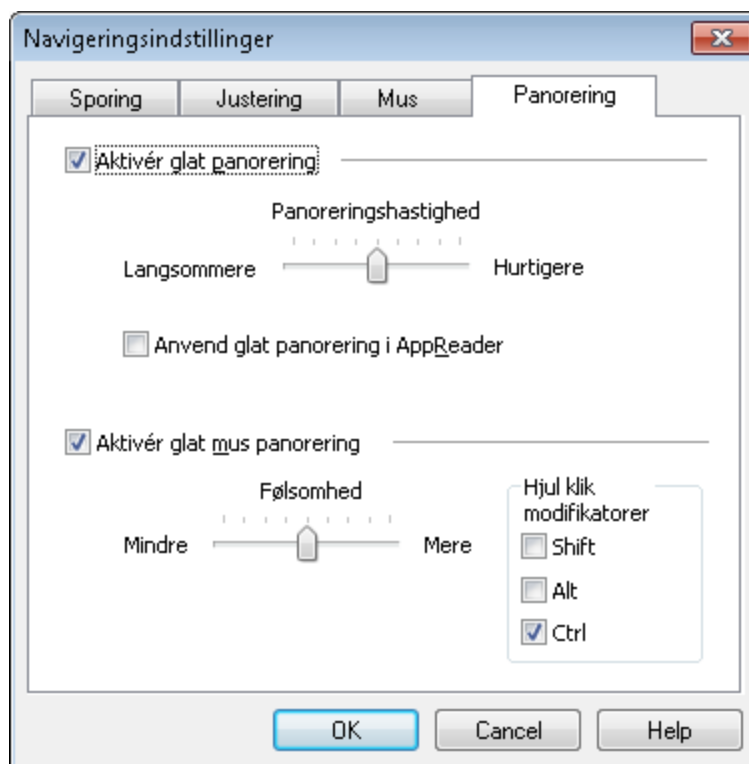 Navigeringsindstillinger
Sporing Justering Mus Panorering
Aktivér glat panorering
Panoreringshastighed
Langsommere Hurtigere
Anvend glat panorering i AppReader
Aktivér glat mus panorering
Følsomhed
Mindre Mere
Hjul klik
modifikatorer
Shift
Alt
Ctrl
OK Cancel Help